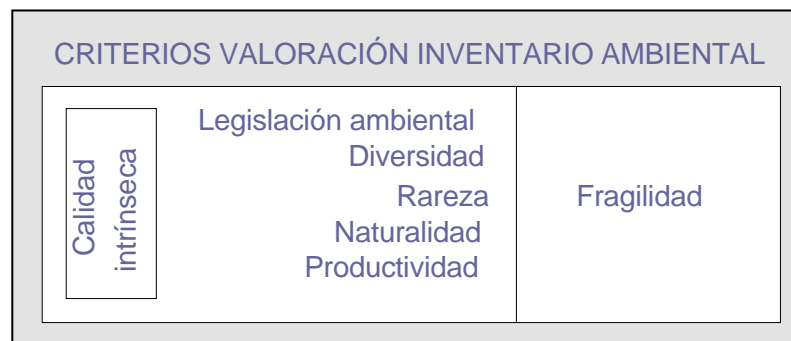 CRITERIOS VALORACIÓN INVENTARIO AMBIENTAL
Calidad
intrínseca
Legislación ambiental
Diversidad
Rareza
Naturalidad
Productividad
Fragilidad